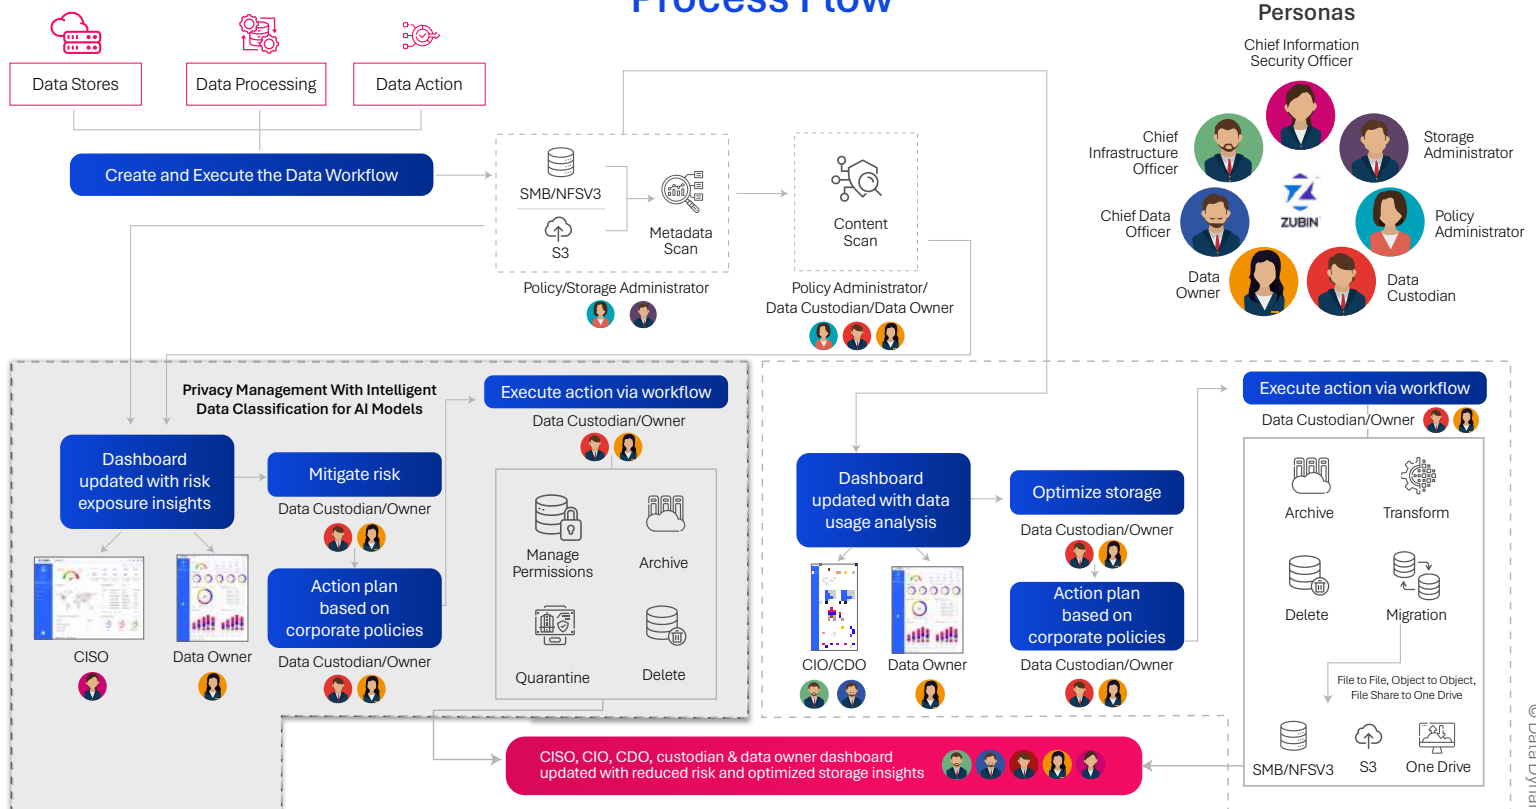 Process Flow
Data Stores
Data Processing
Data Action
Create and Execute the Data Workflow
SMB/NFSV3
S3
Metadata
Scan
Policy/Storage Administrator
Content
Scan
Policy Administrator/
Data Custodian/Data Owner
Personas
Chief Information
Security Officer
Chief
Infrastructure
Officer
Storage
Administrator
Chief Data
Officer
ZUBIN
Policy
Administrator
Data
Owner
Data
Custodian
Privacy Management With Intelligent
Data Classification for AI Models
Dashboard
updated with risk
exposure insights
CISO
Data Owner
Mitigate risk
Data Custodian/Owner
Action plan
based on
corporate policies
Data Custodian/Owner
Execute action via workflow
Data Custodian/Owner
Manage
Permissions
Archive
Quarantine
Delete
Dashboard
updated with data
usage analysis
CIO/CDO
Data Owner
Optimize storage
Data Custodian/Owner
Action plan
based on
corporate policies
Data Custodian/Owner
Execute action via workflow
Data Custodian/Owner
Archive
Transform
Delete
Migration
File to File, Object to Object,
File Share to One Drive
SMB/NFSV3
S3
One Drive
CISO, CIO, CDO, custodian & data owner dashboard
updated with reduced risk and optimized storage insights
© Data Dynar